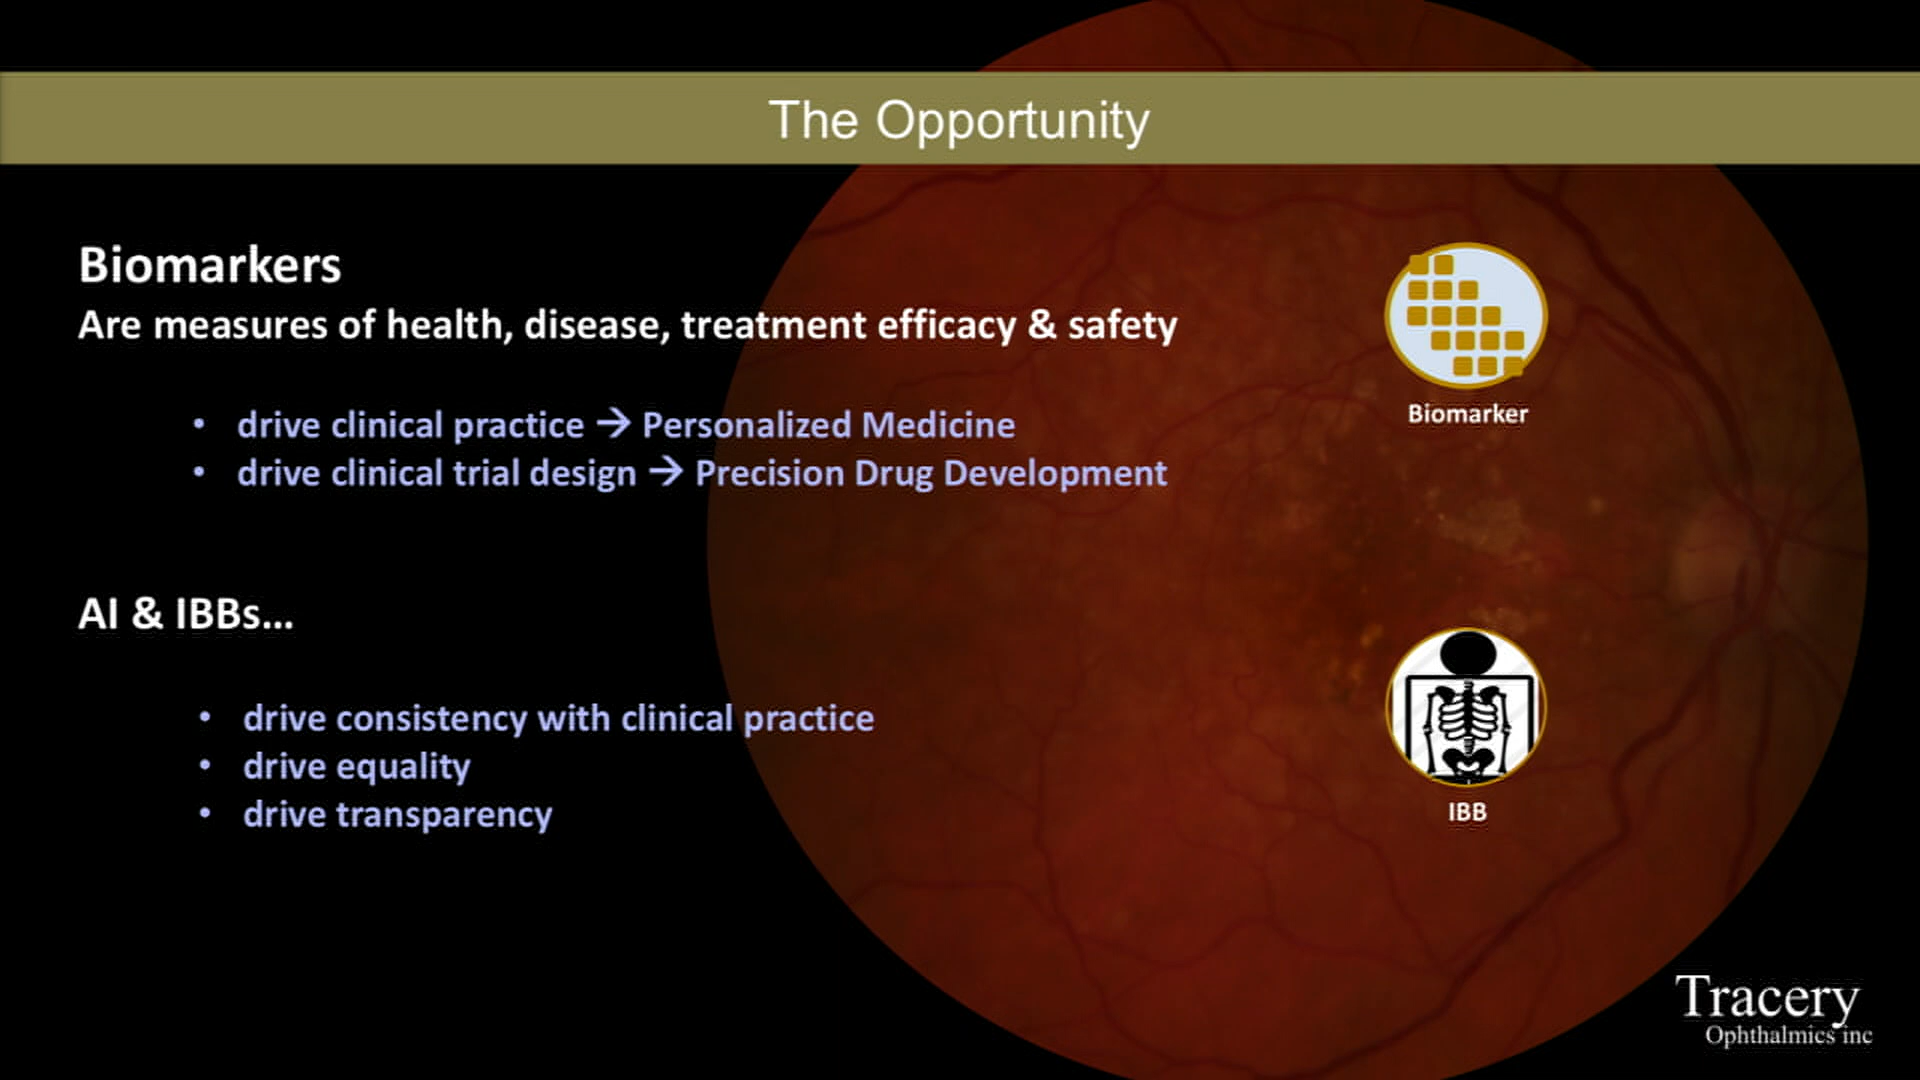 The Opportunity
Biomarkers
Are measures of health, disease, treatment efficacy & safety
• drive clinical practice → Personalized Medicine
• drive clinical trial design → Precision Drug Development
Biomarker
AI & IBBs...
• drive consistency with clinical practice
• drive equality
• drive transparency
IBB
Tracery
Ophthalmics inc